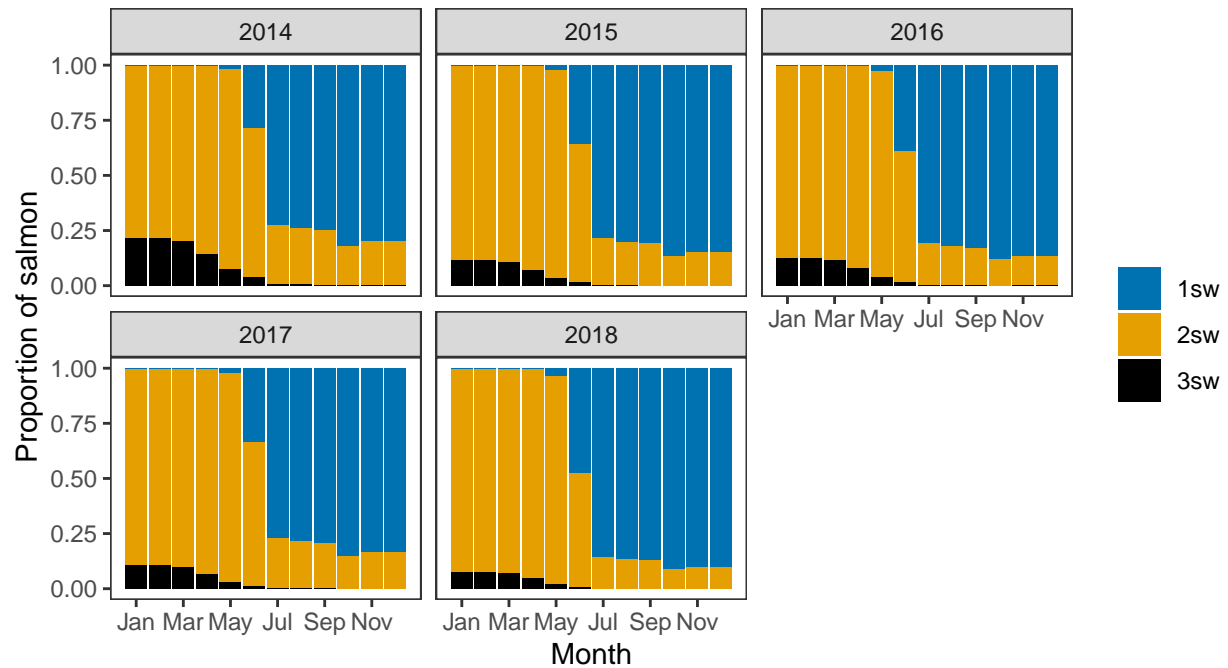 2014 2015 2016
1.00
0.75
0.50
0.25
0.00
Jan Mar May Jul Sep Nov
2017 2018
1.00
0.75
0.50
0.25
0.00
Jan Mar May Jul Sep Nov Jan Mar May Jul Sep Nov
Month
Proportion of salmon
1sw
2sw
3sw